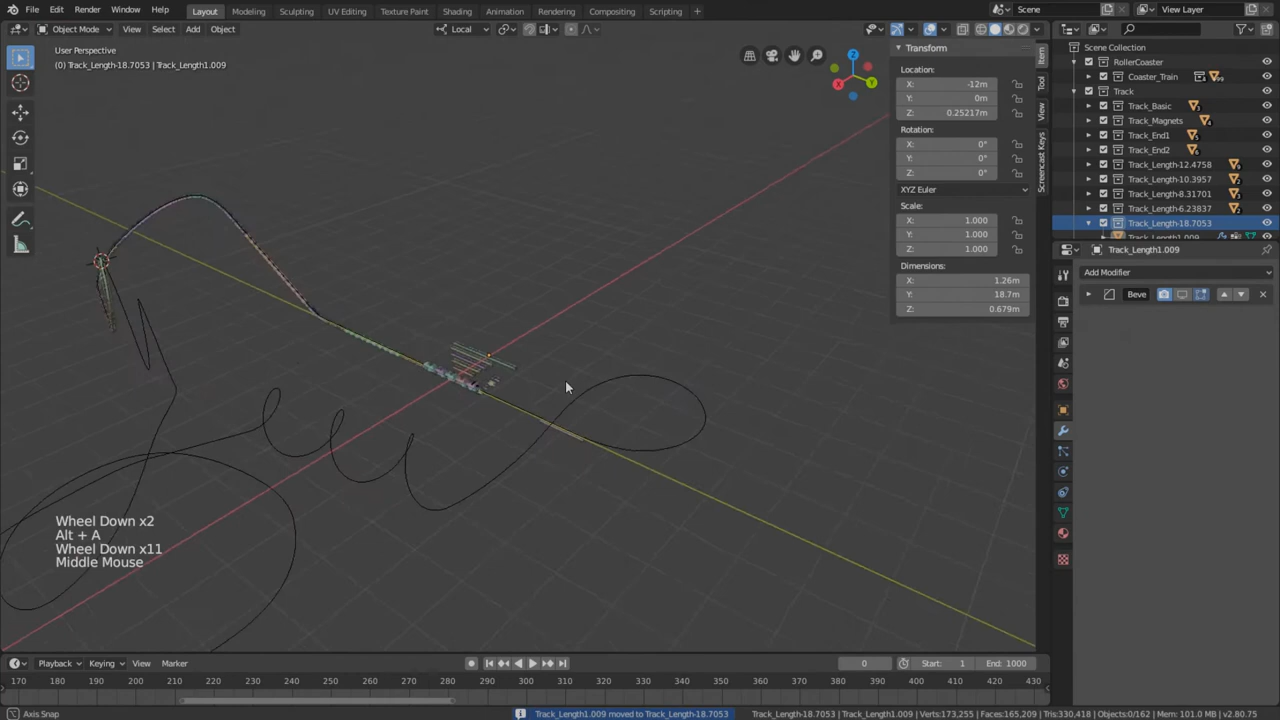 File Edit Render Window Help Layout Modeling Sculpting UV Editing Texture Paint Shading Animation Rendering Compositing Scripting + Scene View Layer
Object Mode View Select Add Object Local
User Perspective
(0) Track_Length-18.7053 | Track_Length1.009
Transform
Location:
X: -12m
Y: 0m
Z: 0.25217m
Rotation:
X: 0°
Y: 0°
Z: 0°
XYZ Euler
Scale:
X: 1.000
Y: 1.000
Z: 1.000
Dimensions:
X: 1.26m
Y: 18.7m
Z: 0.679m
Item
Tool
View
Screencast Keys
Z
X
Y
Scene Collection
RollerCoaster
Coaster_Train
Track
Track_Basic
Track_Magnets
Track_End1
Track_End2
Track_Length-12.4758
Track_Length-10.3957
Track_Length-8.31701
Track_Length-6.23837
Track_Length-18.7053
Track_Length1.009
Track_Length1.009
Add Modifier
Beve
Wheel Down x2
Alt + A
Wheel Down x11
Middle Mouse
Playback Keying View Marker 0 Start: 1 End: 1000
170 180 190 200 210 220 230 240 250 260 270 280 290 300 310 320 330 340 350 360 370 380 390 400 410 420 430
Axis Snap Track_Length1.009 moved to Track_Length-18.7053 Track_Length-18.7053 | Track_Length1.009 | Verts:173,255 | Faces:165,209 | Tris:330,418 | Objects:0/162 | Mem: 101.0 MB | v2.80.75